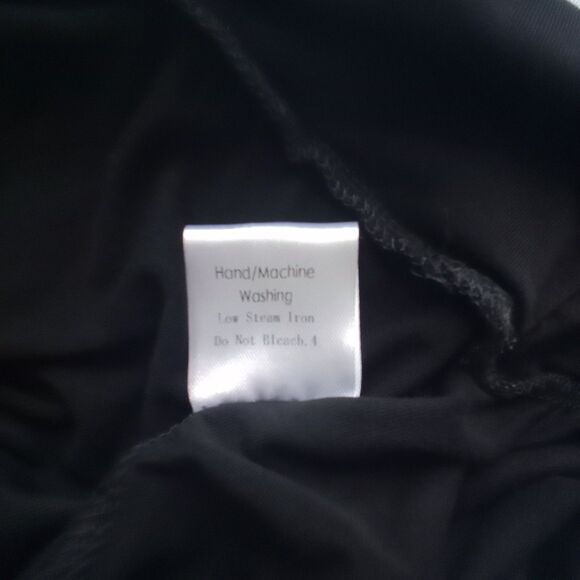 Hand/Machine
Washing
Low Steam Iron
Do Not Bleach.4